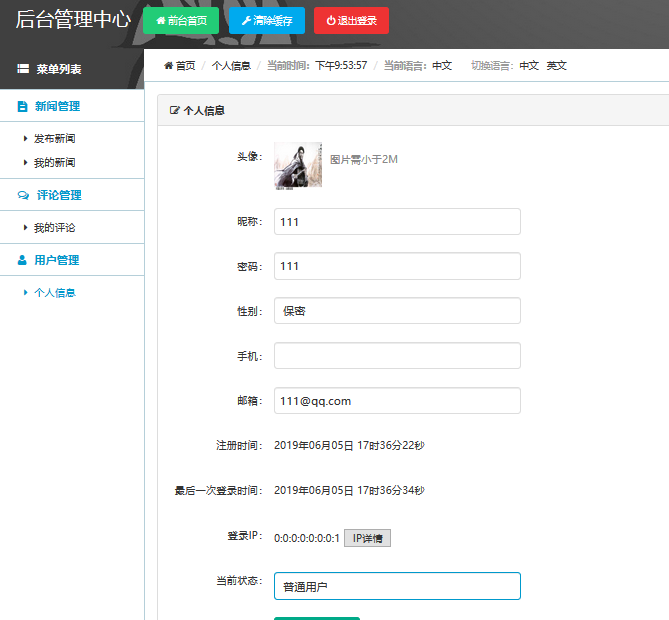 后台管理中心 前台首页 清除缓存 退出登录
菜单列表
首页 / 个人信息 / 当前时间：下午9:53:57 / 当前语言：中文 切换语言：中文 英文
新闻管理
发布新闻
我的新闻
评论管理
我的评论
用户管理
个人信息
个人信息
头像： 图片需小于2M
昵称： 111
密码： 111
性别： 保密
手机：
邮箱： 111@qq.com
注册时间： 2019年06月05日 17时36分22秒
最后一次登录时间： 2019年06月05日 17时36分34秒
登录IP： 0:0:0:0:0:0:0:1 IP详情
当前状态： 普通用户